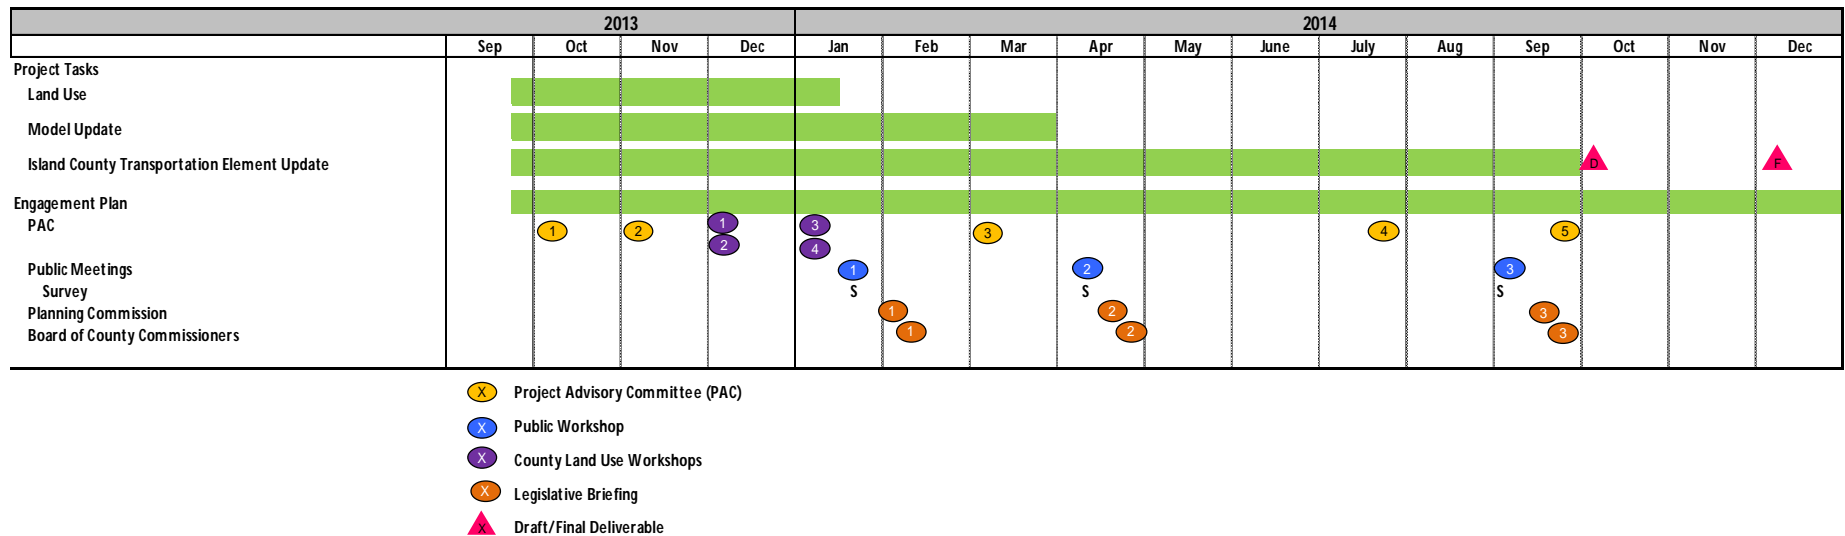 2013 2014
Sep Oct Nov Dec Jan Feb Mar Apr May June July Aug Sep Oct Nov Dec
Project Tasks
Land Use
Model Update
Island County Transportation Element Update D F
Engagement Plan
PAC 1 2 1 3 3 4 5
2 4
Public Meetings 1 2 3
Survey S S S
Planning Commission 1 2 3
Board of County Commissioners 1 2 3
X Project Advisory Committee (PAC)
X Public Workshop
X County Land Use Workshops
X Legislative Briefing
X Draft/Final Deliverable